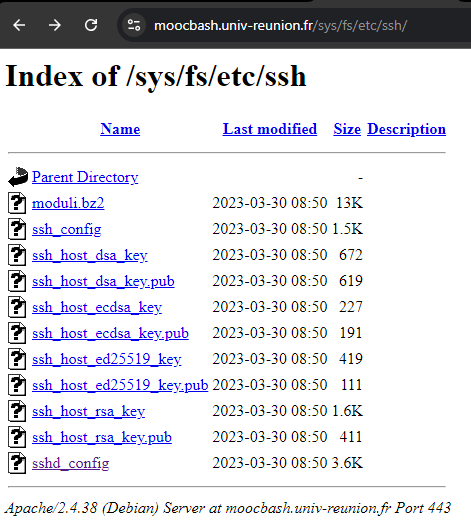 moocbash.univ-reunion.fr/sys/fs/etc/ssh/
Index of /sys/fs/etc/ssh
Name Last modified Size Description
Parent Directory -
moduli.bz2 2023-03-30 08:50 13K
ssh_config 2023-03-30 08:50 1.5K
ssh_host_dsa_key 2023-03-30 08:50 672
ssh_host_dsa_key.pub 2023-03-30 08:50 619
ssh_host_ecdsa_key 2023-03-30 08:50 227
ssh_host_ecdsa_key.pub 2023-03-30 08:50 191
ssh_host_ed25519_key 2023-03-30 08:50 419
ssh_host_ed25519_key.pub 2023-03-30 08:50 111
ssh_host_rsa_key 2023-03-30 08:50 1.6K
ssh_host_rsa_key.pub 2023-03-30 08:50 411
sshd_config 2023-03-30 08:50 3.6K
Apache/2.4.38 (Debian) Server at moocbash.univ-reunion.fr Port 443